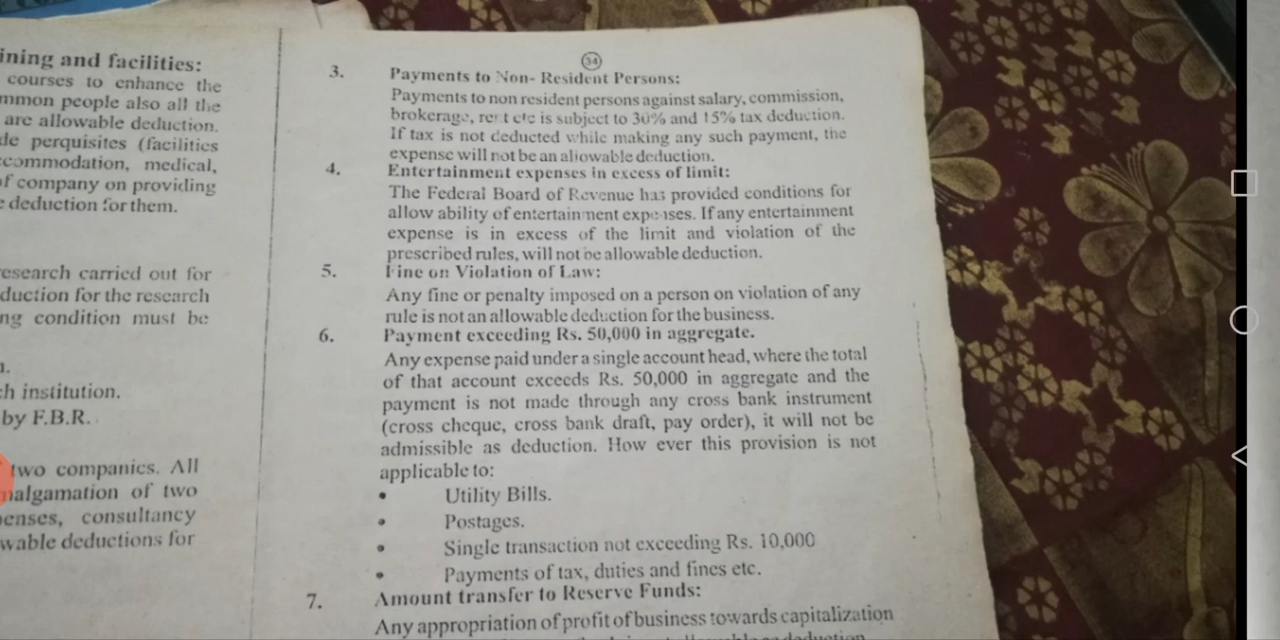 ining and facilities:
courses to enhance the
mmon people also all the
are allowable deduction.
de perquisites (facilities
ccommodation, medical,
of company on providing
e deduction for them.
research carried out for
duction for the research
ng condition must be
ch institution.
by F.B.R.
two companies. All
malgamation of two
penses, consultancy
wable deductions for
34
3. Payments to Non- Resident Persons:
Payments to non resident persons against salary, commission,
brokerage, rent etc is subject to 30% and 15% tax deduction.
If tax is not deducted while making any such payment, the
expense will not be an allowable deduction.
4. Entertainment expenses in excess of limit:
The Federal Board of Revenue has provided conditions for
allow ability of entertainment expenses. If any entertainment
expense is in excess of the limit and violation of the
prescribed rules, will not be allowable deduction.
5. Fine on Violation of Law:
Any fine or penalty imposed on a person on violation of any
rule is not an allowable deduction for the business.
6. Payment exceeding Rs. 50,000 in aggregate.
Any expense paid under a single account head, where the total
of that account exceeds Rs. 50,000 in aggregate and the
payment is not made through any cross bank instrument
(cross cheque, cross bank draft, pay order), it will not be
admissible as deduction. How ever this provision is not
applicable to:
• Utility Bills.
• Postages.
• Single transaction not exceeding Rs. 10,000
• Payments of tax, duties and fines etc.
7. Amount transfer to Reserve Funds:
Any appropriation of profit of business towards capitalization